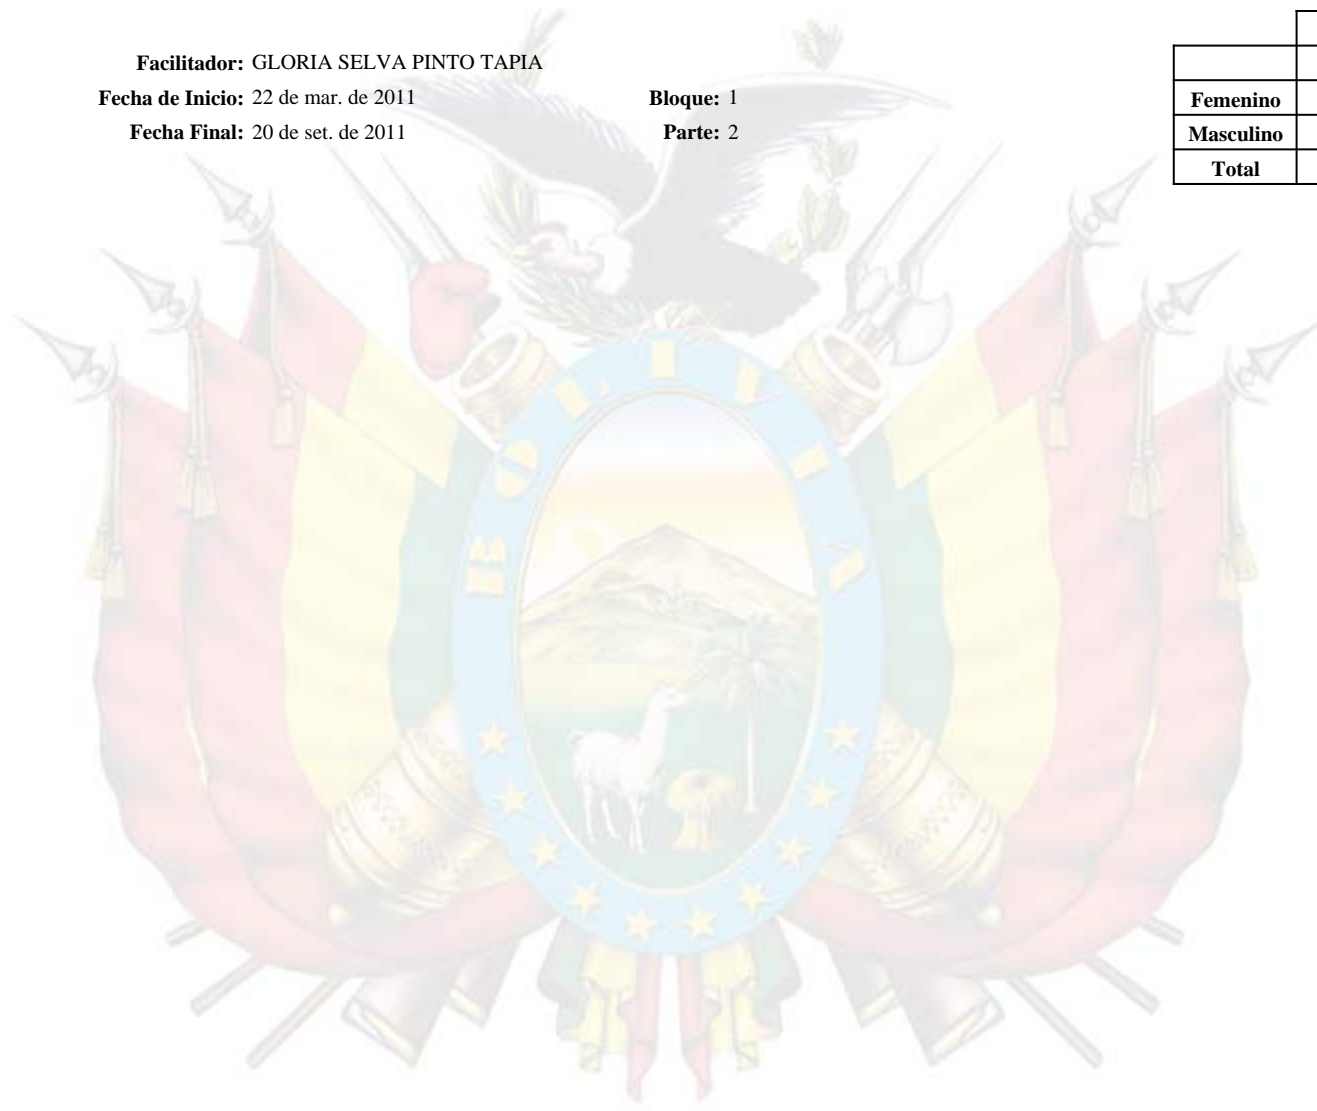 Facilitador: GLORIA SELVA PINTO TAPIA
Fecha de Inicio: 22 de mar. de 2011 Bloque: 1
Fecha Final: 20 de set. de 2011 Parte: 2
Femenino
Masculino
Total
BOLIVIA